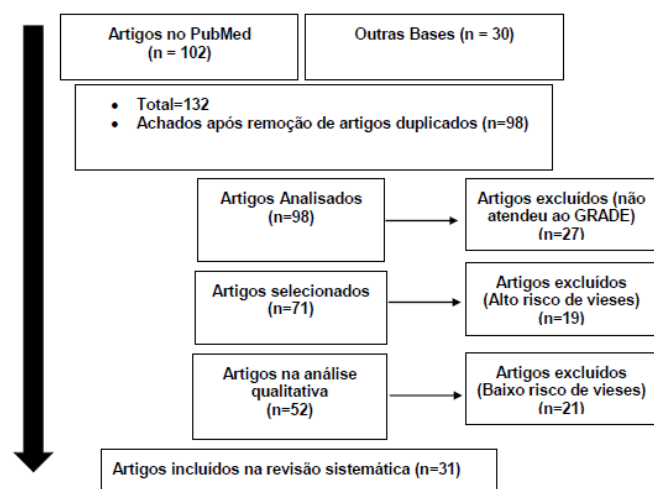 Artigos no PubMed
(n = 102)
Outras Bases (n = 30)
• Total=132
• Achados após remoção de artigos duplicados (n=98)
Artigos Analisados
(n=98)
Artigos excluídos (não
atendeu ao GRADE)
(n=27)
Artigos selecionados
(n=71)
Artigos excluídos
(Alto risco de vieses)
(n=19)
Artigos na análise
qualitativa
(n=52)
Artigos excluídos
(Baixo risco de vieses)
(n=21)
Artigos incluídos na revisão sistemática (n=31)